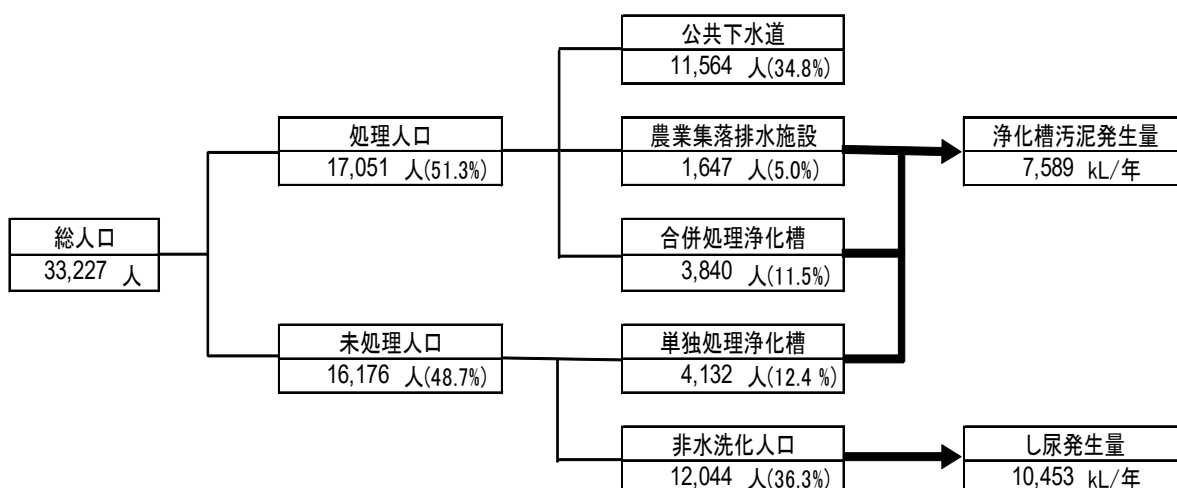 総人口
33,227 人
処理人口
17,051 人(51.3%)
未処理人口
16,176 人(48.7%)
公共下水道
11,564 人(34.8%)
農業集落排水施設
1,647 人(5.0%)
合併処理浄化槽
3,840 人(11.5%)
単独処理浄化槽
4,132 人(12.4 %)
非水洗化人口
12,044 人(36.3%)
浄化槽汚泥発生量
7,589 kL/年
し尿発生量
10,453 kL/年